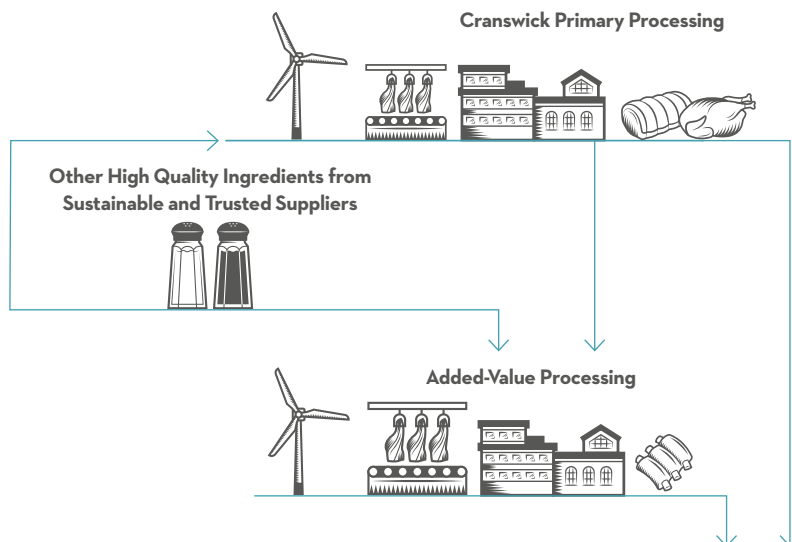 Cranswick Primary Processing
Other High Quality Ingredients from
Sustainable and Trusted Suppliers
Added-Value Processing